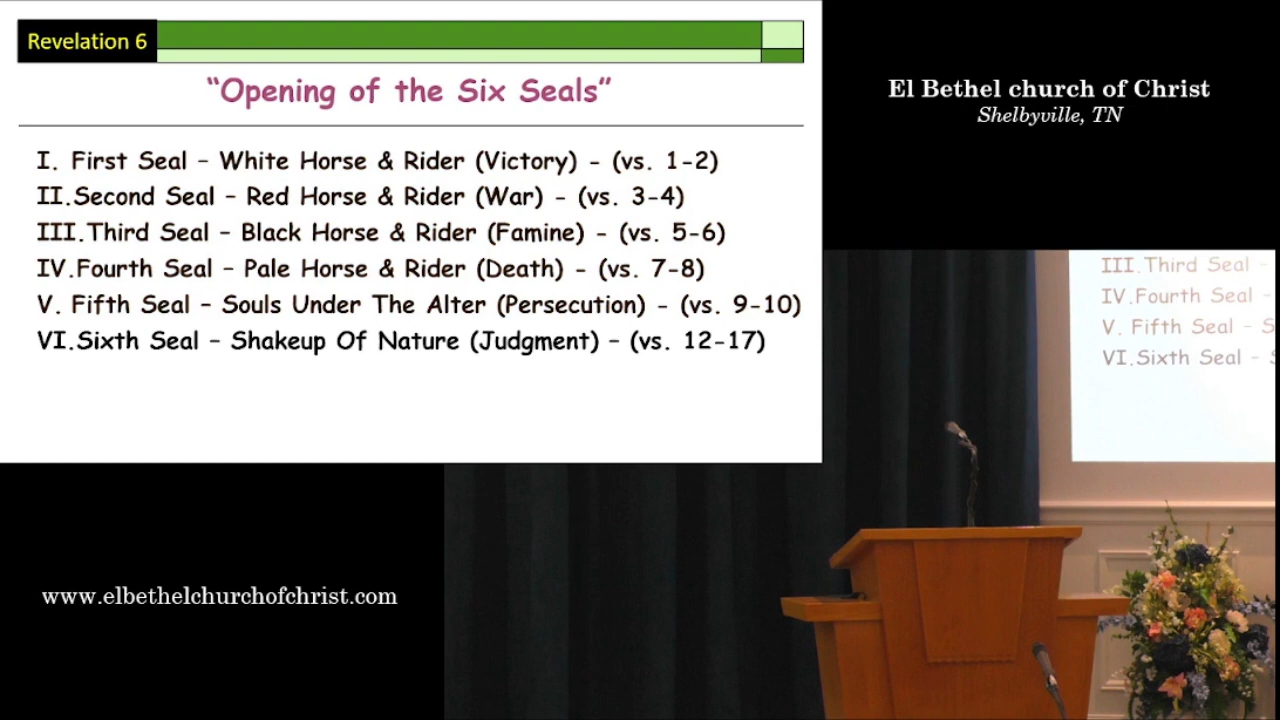 Revelation 6
“Opening of the Six Seals”
I. First Seal – White Horse & Rider (Victory) - (vs. 1-2)
II.Second Seal – Red Horse & Rider (War) - (vs. 3-4)
III.Third Seal – Black Horse & Rider (Famine) - (vs. 5-6)
IV.Fourth Seal – Pale Horse & Rider (Death) - (vs. 7-8)
V. Fifth Seal – Souls Under The Alter (Persecution) - (vs. 9-10)
VI.Sixth Seal – Shakeup Of Nature (Judgment) – (vs. 12-17)
El Bethel church of Christ
Shelbyville, TN
III.Third Seal –
IV.Fourth Seal -
V. Fifth Seal – S
VI.Sixth Seal – S
www.elbethelchurchofchrist.com